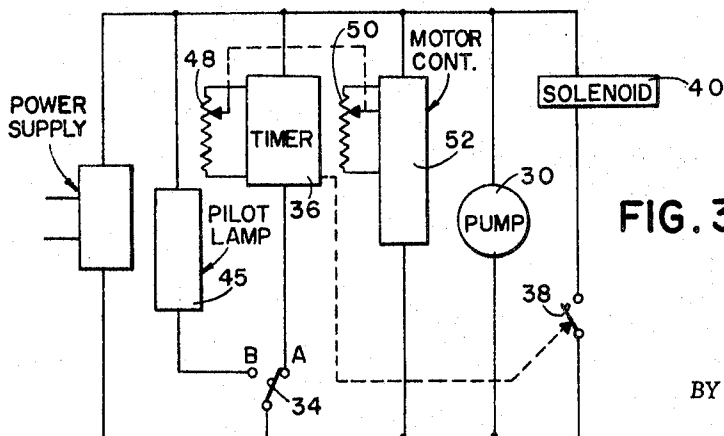 48
50
MOTOR
CONT.
POWER
SUPPLY
TIMER
SOLENOID
40
52
30
36
PILOT
LAMP
PUMP
FIG. 3
45
38
B
A
34
BY